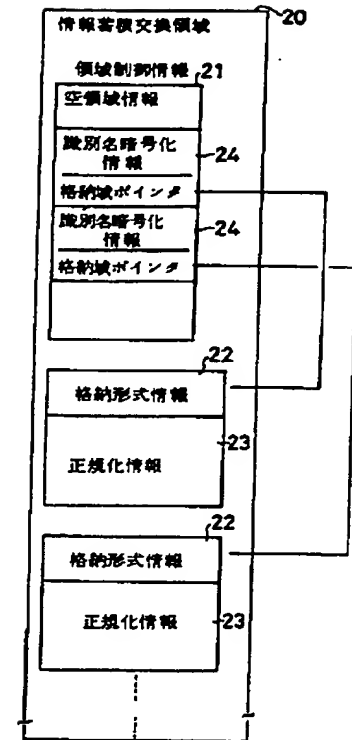 20
情報蓄積交換領域
領域制御情報 21
空領域情報
識別名暗号化
情報
24
格納域ポインタ
識別名暗号化
情報
24
格納域ポインタ
22
格納形式情報
正規化情報
23
22
格納形式情報
正規化情報
23